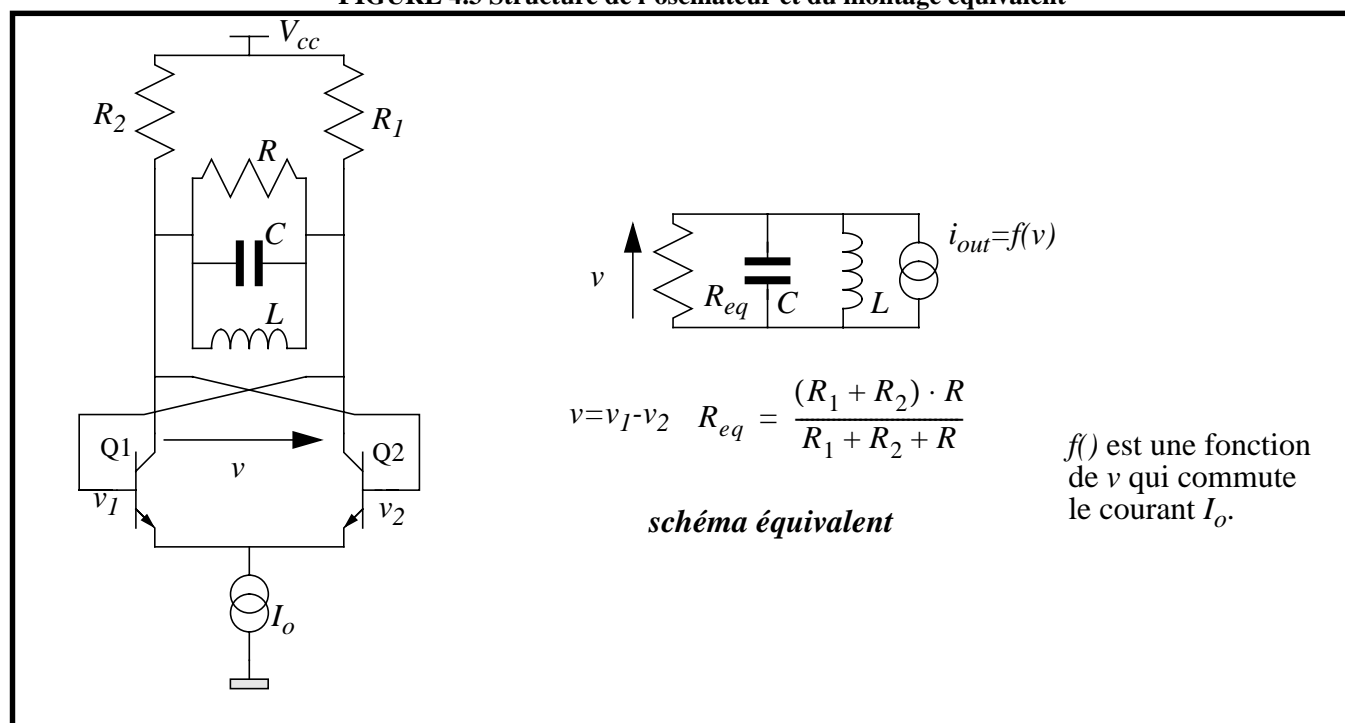 FIGURE 4.3 Structure de l'oscillateur et du montage équivalent
Vcc
R2
R1
R
C
L
Q1
Q2
v
v1
v2
Io
v
Req
C
L
iout=f(v)
v=v1-v2 Req = (R1 + R2) · R / R1 + R2 + R
schéma équivalent
f() est une fonction
de v qui commute
le courant Io.